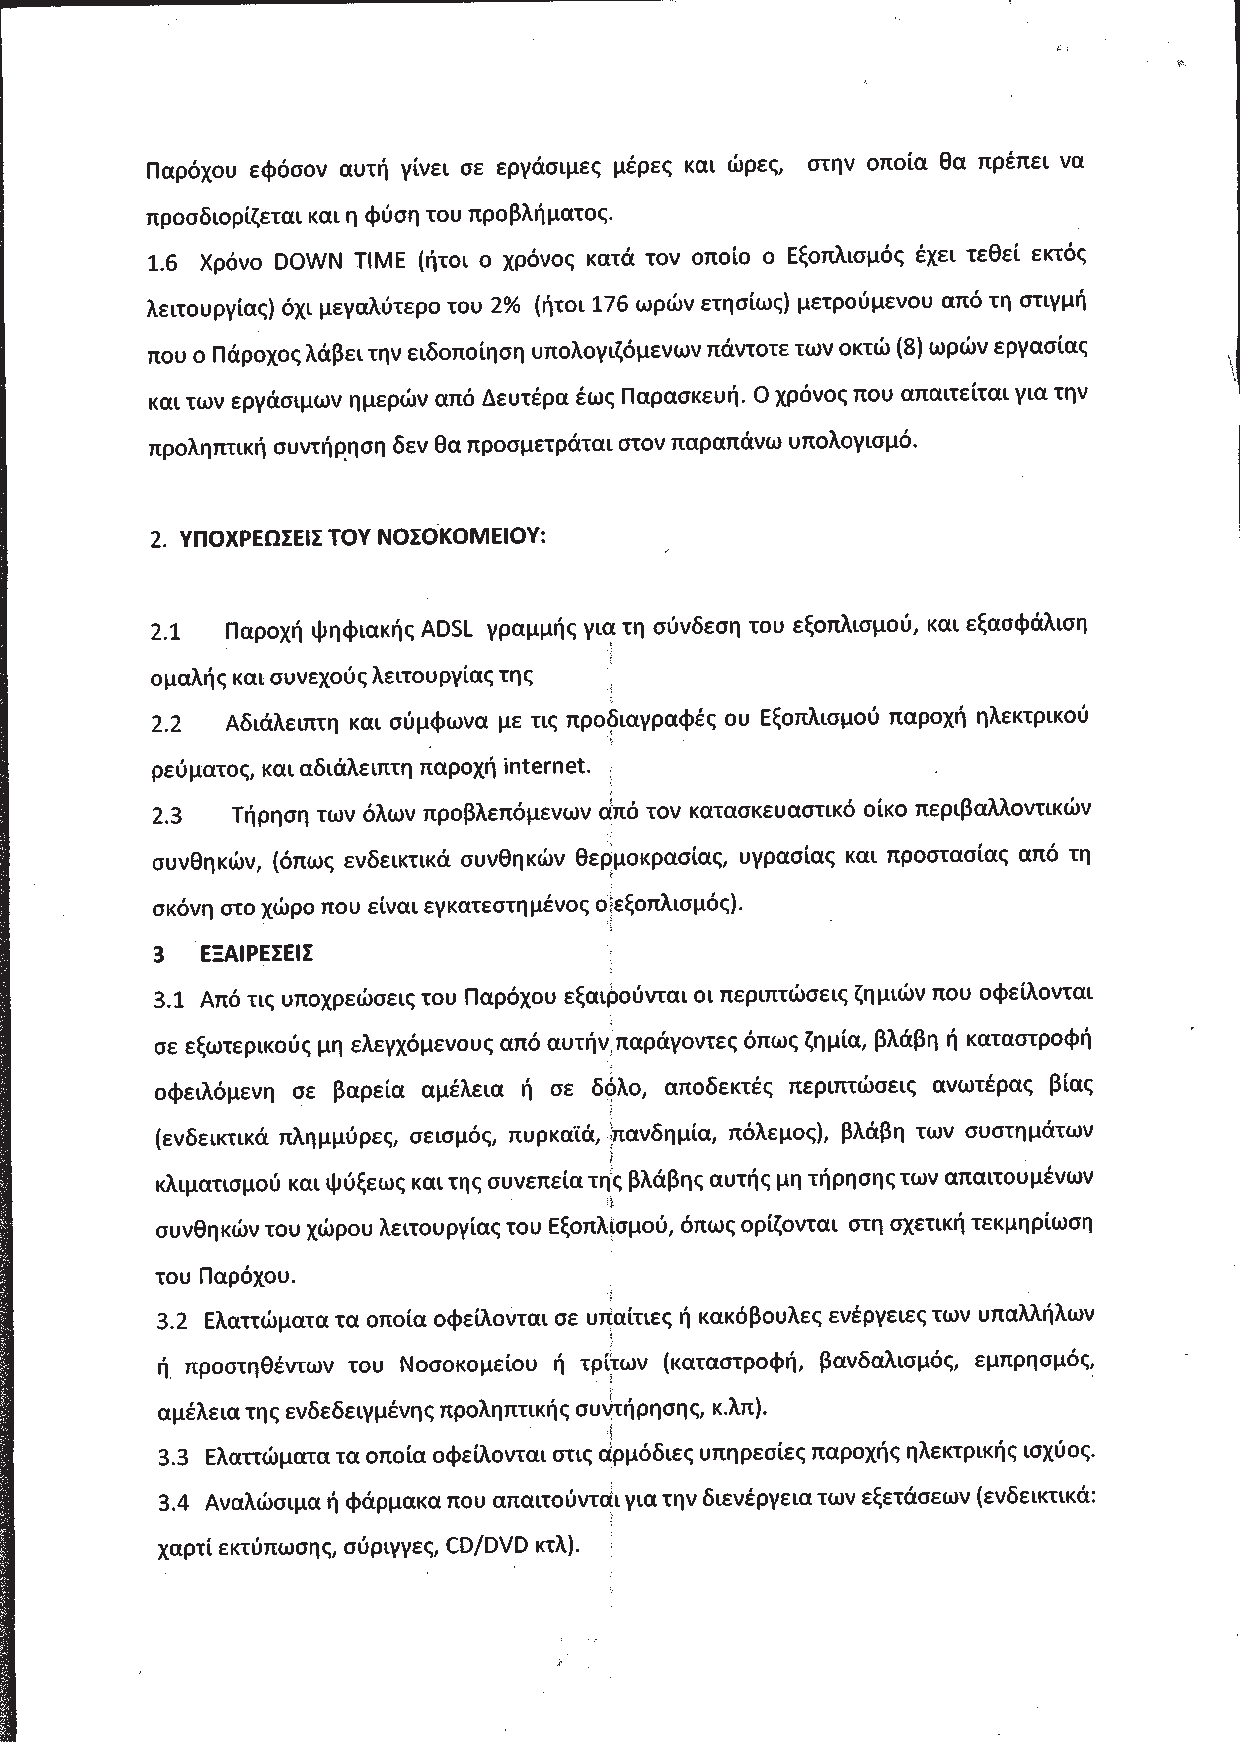 Παρόχου εφόσον αυτή γίνει σε εργάσιμες μέρες και ώρες, στην οποία θα πρέπει να
προσδιορίζεται και η φύση του προβλήματος.
1.6 Χρόνο DOWN TIME (ήτοι ο χρόνος κατά τον οποίο ο Εξοπλισμός έχει τεθεί εκτός
λειτουργίας) όχι μεγαλύτερο του 2% (ήτοι 176 ωρών ετησίως) μετρούμενου από τη στιγμή
που ο Πάροχος λάβει την ειδοποίηση υπολογιζόμενων πάντοτε των οκτώ (8) ωρών εργασίας
και των εργάσιμων ημερών από Δευτέρα έως Παρασκευή. Ο χρόνος που απαιτείται για την
προληπτική συντήρηση δεν θα προσμετράται στον παραπάνω υπολογισμό.
2. ΥΠΟΧΡΕΩΣΕΙΣ ΤΟΥ ΝΟΣΟΚΟΜΕΙΟΥ:
2.1 Παροχή ψηφιακής ADSL γραμμής για τη σύνδεση του εξοπλισμού, και εξασφάλιση
ομαλής και συνεχούς λειτουργίας της
2.2 Αδιάλειπτη και σύμφωνα με τις προδιαγραφές ου Εξοπλισμού παροχή ηλεκτρικού
ρεύματος, και αδιάλειπτη παροχή internet.
2.3 Τήρηση των όλων προβλεπόμενων από τον κατασκευαστικό οίκο περιβαλλοντικών
συνθηκών, (όπως ενδεικτικά συνθηκών θερμοκρασίας, υγρασίας και προστασίας από τη
σκόνη στο χώρο που είναι εγκατεστημένος ο εξοπλισμός).
3 ΕΞΑΙΡΕΣΕΙΣ
3.1 Από τις υποχρεώσεις του Παρόχου εξαιρούνται οι περιπτώσεις ζημιών που οφείλονται
σε εξωτερικούς μη ελεγχόμενους από αυτήν παράγοντες όπως ζημία, βλάβη ή καταστροφή
οφειλόμενη σε βαρεία αμέλεια ή σε δόλο, αποδεκτές περιπτώσεις ανωτέρας βίας
(ενδεικτικά πλημμύρες, σεισμός, πυρκαϊά, πανδημία, πόλεμος), βλάβη των συστημάτων
κλιματισμού και ψύξεως και της συνεπεία της βλάβης αυτής μη τήρησης των απαιτουμένων
συνθηκών του χώρου λειτουργίας του Εξοπλισμού, όπως ορίζονται στη σχετική τεκμηρίωση
του Παρόχου.
3.2 Ελαττώματα τα οποία οφείλονται σε υπαίτιες ή κακόβουλες ενέργειες των υπαλλήλων
ή προστηθέντων του Νοσοκομείου ή τρίτων (καταστροφή, βανδαλισμός, εμπρησμός,
αμέλεια της ενδεδειγμένης προληπτικής συντήρησης, κ.λπ).
3.3 Ελαττώματα τα οποία οφείλονται στις αρμόδιες υπηρεσίες παροχής ηλεκτρικής ισχύος.
3.4 Αναλώσιμα ή φάρμακα που απαιτούνται για την διενέργεια των εξετάσεων (ενδεικτικά:
χαρτί εκτύπωσης, σύριγγες, CD/DVD κτλ).